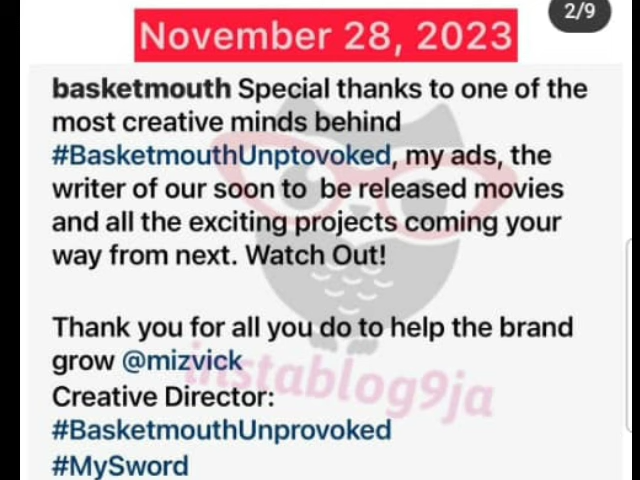 2/9
November 28, 2023
basketmouth Special thanks to one of the
most creative minds behind
#BasketmouthUnptovoked, my ads, the
writer of our soon to be released movies
and all the exciting projects coming your
way from next. Watch Out!
Thank you for all you do to help the brand
grow @mizvick
instablog9ja
Creative Director:
#BasketmouthUnprovoked
#MySword